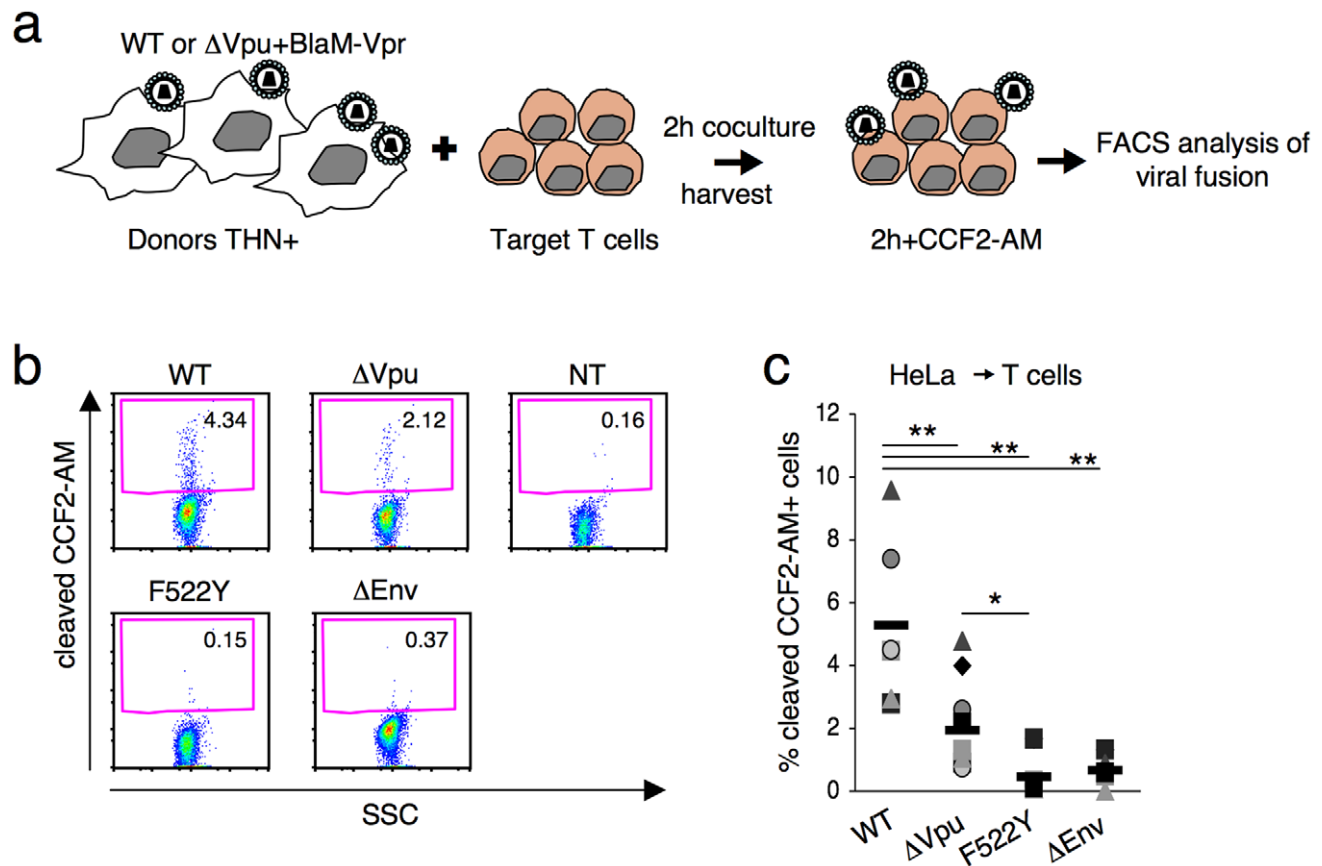 a
WT or ΔVpu+BlaM-Vpr
2h coculture
harvest
FACS analysis of
viral fusion
Donors THN+
Target T cells
2h+CCF2-AM
b
WT
ΔVpu
NT
4.34
2.12
0.16
F522Y
ΔEnv
0.15
0.37
cleaved CCF2-AM
SSC
c
HeLa → T cells
% cleaved CCF2-AM+ cells
12
10
8
6
4
2
0
**
**
**
*
WT
ΔVpu
F522Y
ΔEnv